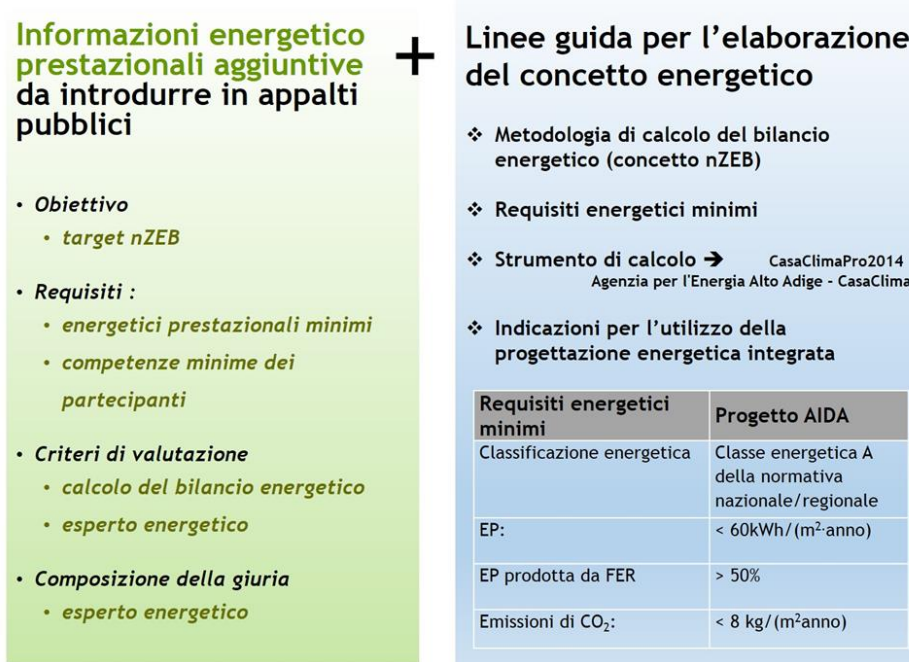 Informazioni energetico
prestazionali aggiuntive
da introdurre in appalti
pubblici
• Obiettivo
• target nZEB
• Requisiti :
• energetici prestazionali minimi
• competenze minime dei
partecipanti
• Criteri di valutazione
• calcolo del bilancio energetico
• esperto energetico
• Composizione della giuria
• esperto energetico
+
Linee guida per l’elaborazione
del concetto energetico
❖ Metodologia di calcolo del bilancio
energetico (concetto nZEB)
❖ Requisiti energetici minimi
❖ Strumento di calcolo ➔ CasaClimaPro2014
Agenzia per l'Energia Alto Adige - CasaClima
❖ Indicazioni per l’utilizzo della
progettazione energetica integrata
Requisiti energetici
minimi
Progetto AIDA
Classificazione energetica
Classe energetica A
della normativa
nazionale/regionale
EP:
< 60kWh/(m²·anno)
EP prodotta da FER
> 50%
Emissioni di CO₂:
< 8 kg/(m²anno)